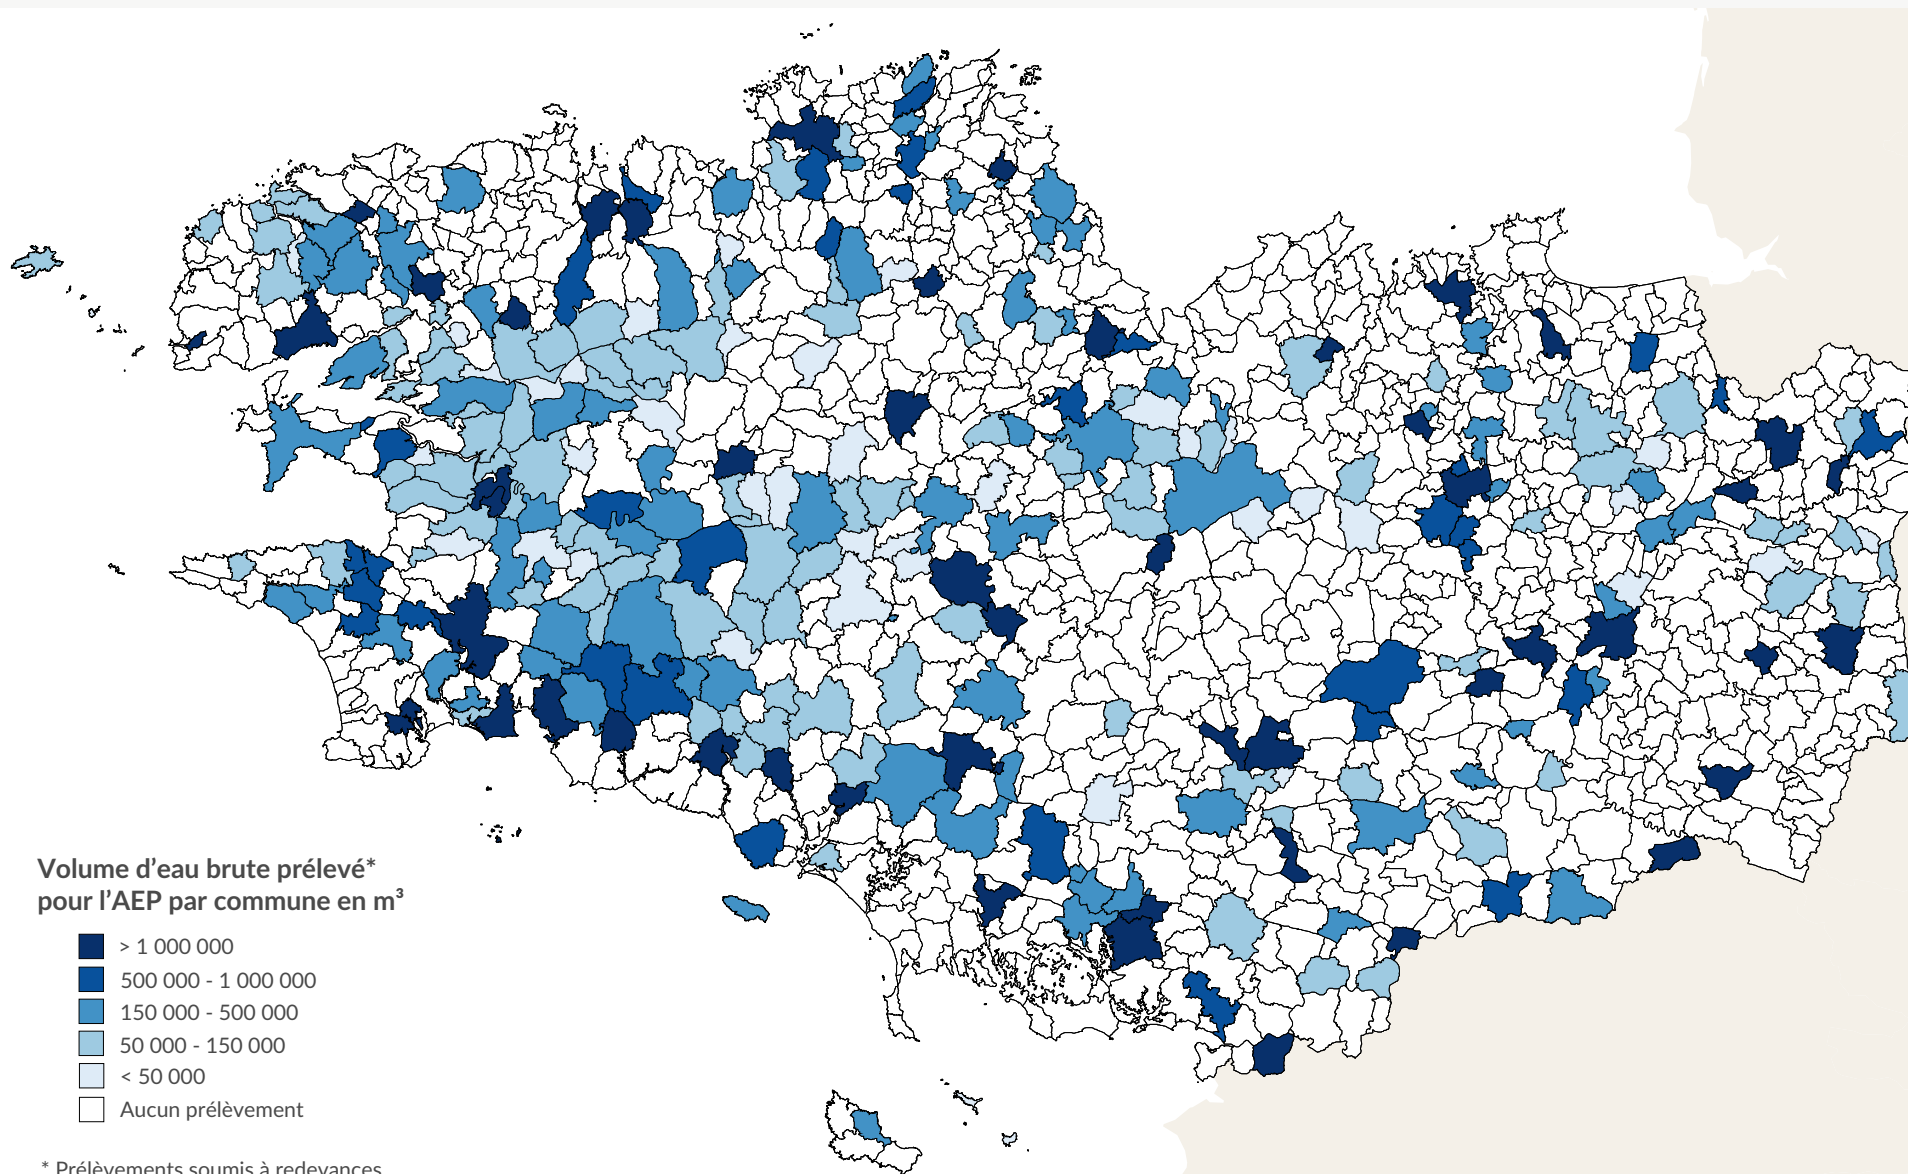 Volume d’eau brute prélevé*
pour l’AEP par commune en m³
> 1 000 000
500 000 - 1 000 000
150 000 - 500 000
50 000 - 150 000
< 50 000
Aucun prélèvement
* Prélèvements soumis à redevances